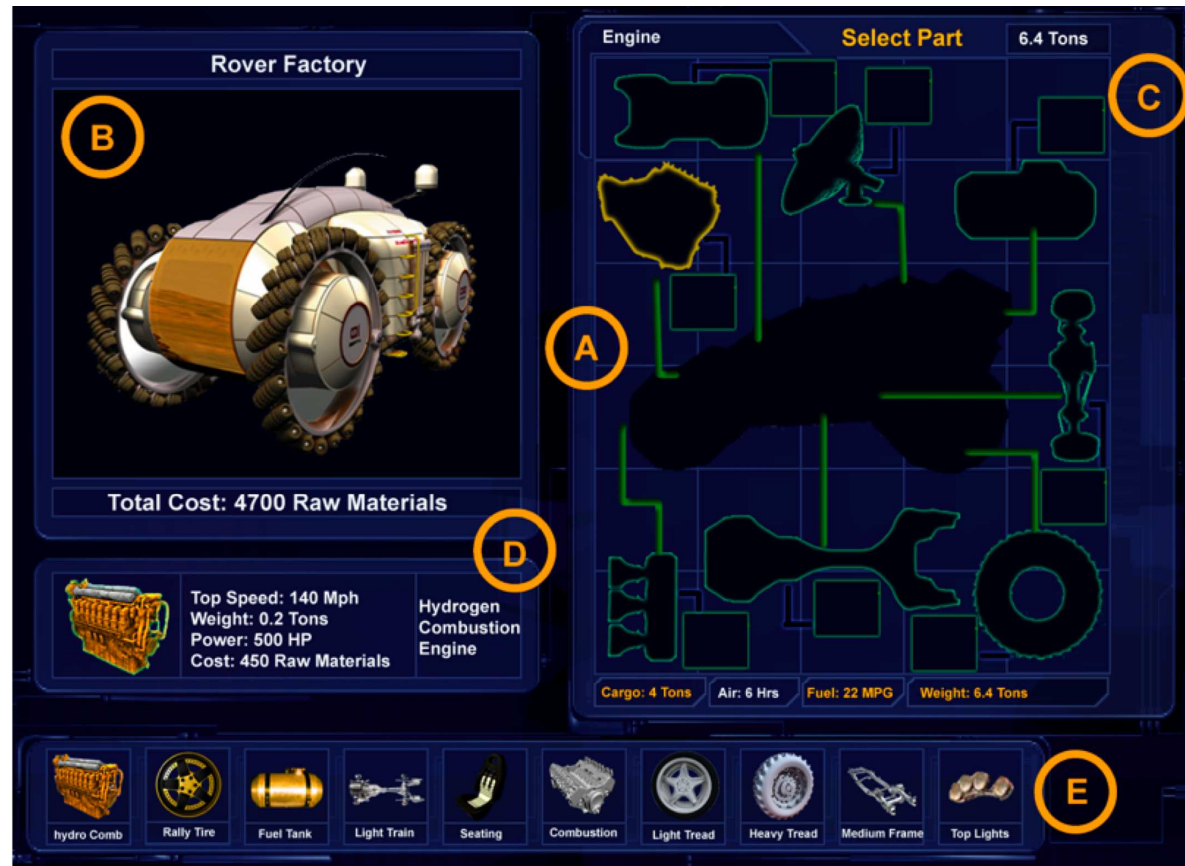 Rover Factory
B
Total Cost: 4700 Raw Materials
D
Top Speed: 140 Mph
Weight: 0.2 Tons
Power: 500 HP
Cost: 450 Raw Materials
Hydrogen
Combustion
Engine
Engine
Select Part
6.4 Tons
C
A
Cargo: 4 Tons
Air: 6 Hrs
Fuel: 22 MPG
Weight: 6.4 Tons
hydro Comb
Rally Tire
Fuel Tank
Light Train
Seating
Combustion
Light Tread
Heavy Tread
Medium Frame
Top Lights
E